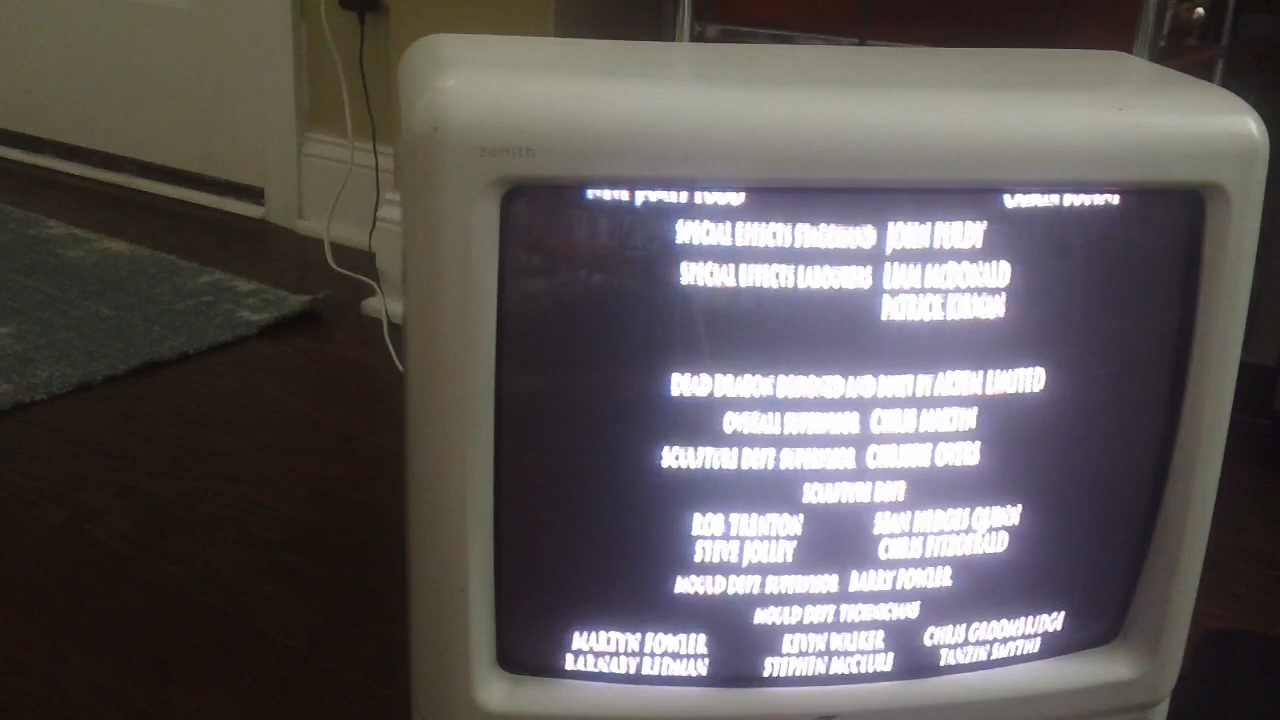 zenith
SPECIAL EFFECTS JOHN PURDY
SPECIAL EFFECTS LABOURERS LIAM MCDONALD
PATRICK KIRWAN
DEAD DRAGON DESIGNED AND BUILT BY ARTEM LIMITED
OVERALL SUPERVISOR CHRIS MARTIN
SCULPTURE DEPT SUPERVISOR OVERS
SCULPTURE DEPT
ROB TRENTON SEAN HEDGES QUINN
STEVE JOLLEY CHRIS FITZGERALD
MOULD DEPT SUPERVISOR BARRY FOWLER
MOULD DEPT TECHNICIANS
MARTYN FOWLER KEVIN WALKER CHRIS GROOMBRIDGE
BARNABY REDMAN STEPHEN MCCLURE TANZIN SMYTHE